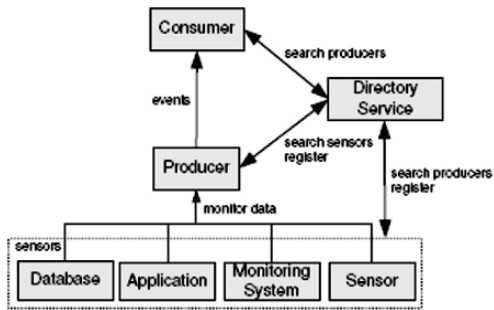 Consumer
search producers
Directory
Service
events
search sensors
register
Producer
search producers
register
monitor data
sensors
Database
Application
Monitoring
System
Sensor